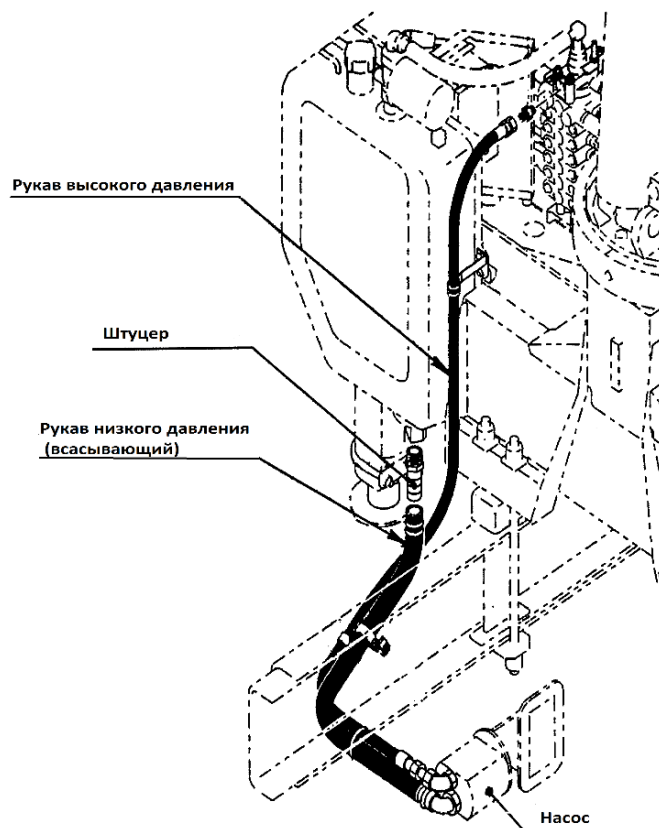 Рукав высокого давления
Штуцер
Рукав низкого давления
(всасывающий)
Насос